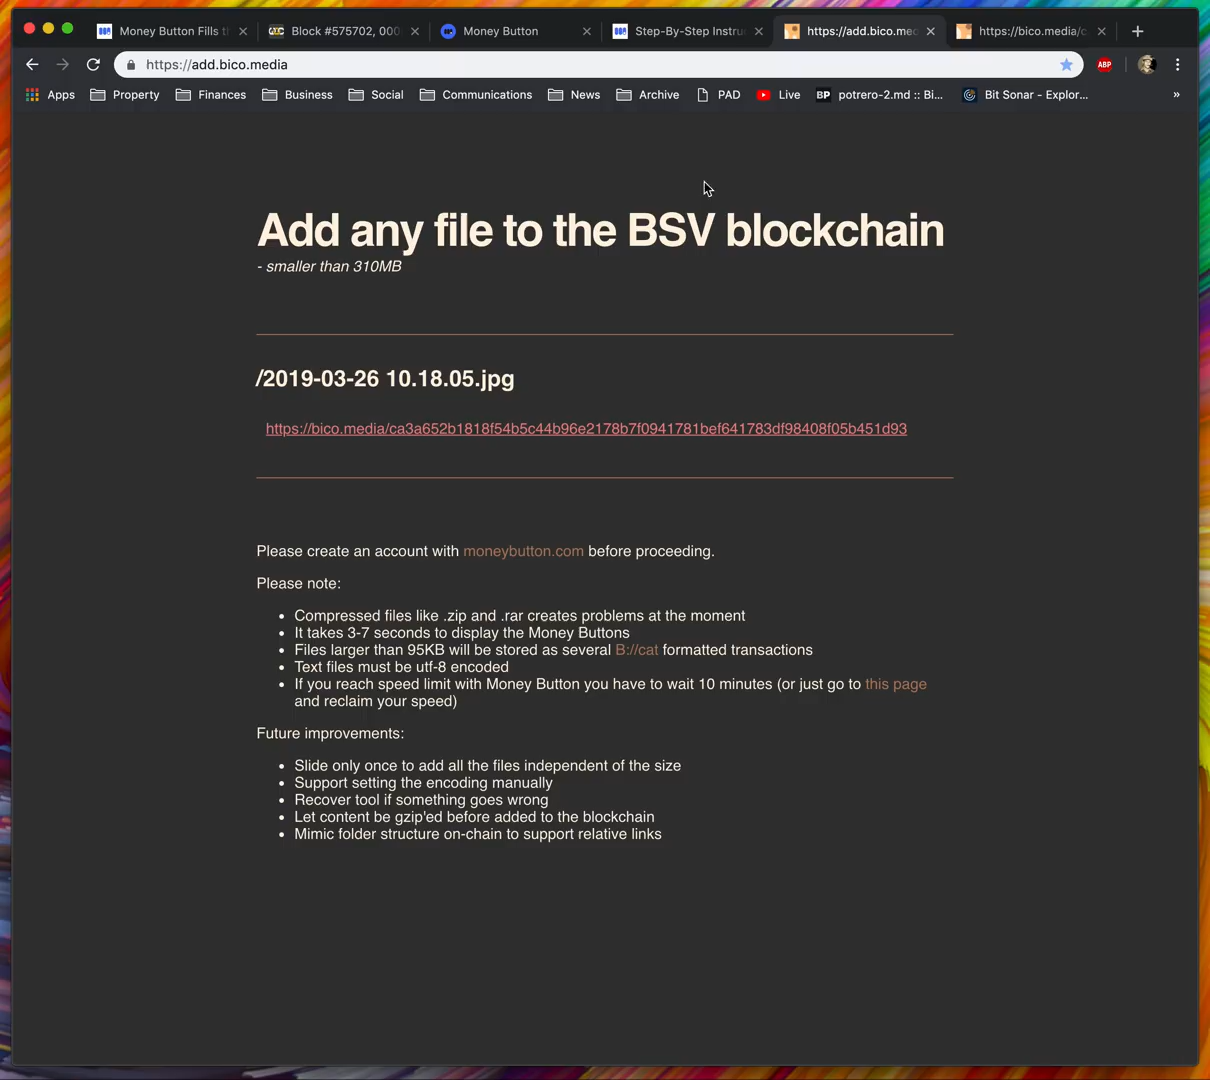 Money Button Fills t
Block #575702, 000
Money Button
Step-By-Step Instru
https://add.bico.me
https://bico.media/c
https://add.bico.media
ABP
Apps
Property
Finances
Business
Social
Communications
News
Archive
PAD
Live
BP
potrero-2.md :: Bi...
Bit Sonar - Explor...
»
Add any file to the BSV blockchain
- smaller than 310MB
/2019-03-26 10.18.05.jpg
https://bico.media/ca3a652b1818f54b5c44b96e2178b7f0941781bef641783df98408f05b451d93
Please create an account with moneybutton.com before proceeding.
Please note:
• Compressed files like .zip and .rar creates problems at the moment
• It takes 3-7 seconds to display the Money Buttons
• Files larger than 95KB will be stored as several B://cat formatted transactions
• Text files must be utf-8 encoded
• If you reach speed limit with Money Button you have to wait 10 minutes (or just go to this page
and reclaim your speed)
Future improvements:
• Slide only once to add all the files independent of the size
• Support setting the encoding manually
• Recover tool if something goes wrong
• Let content be gzip'ed before added to the blockchain
• Mimic folder structure on-chain to support relative links